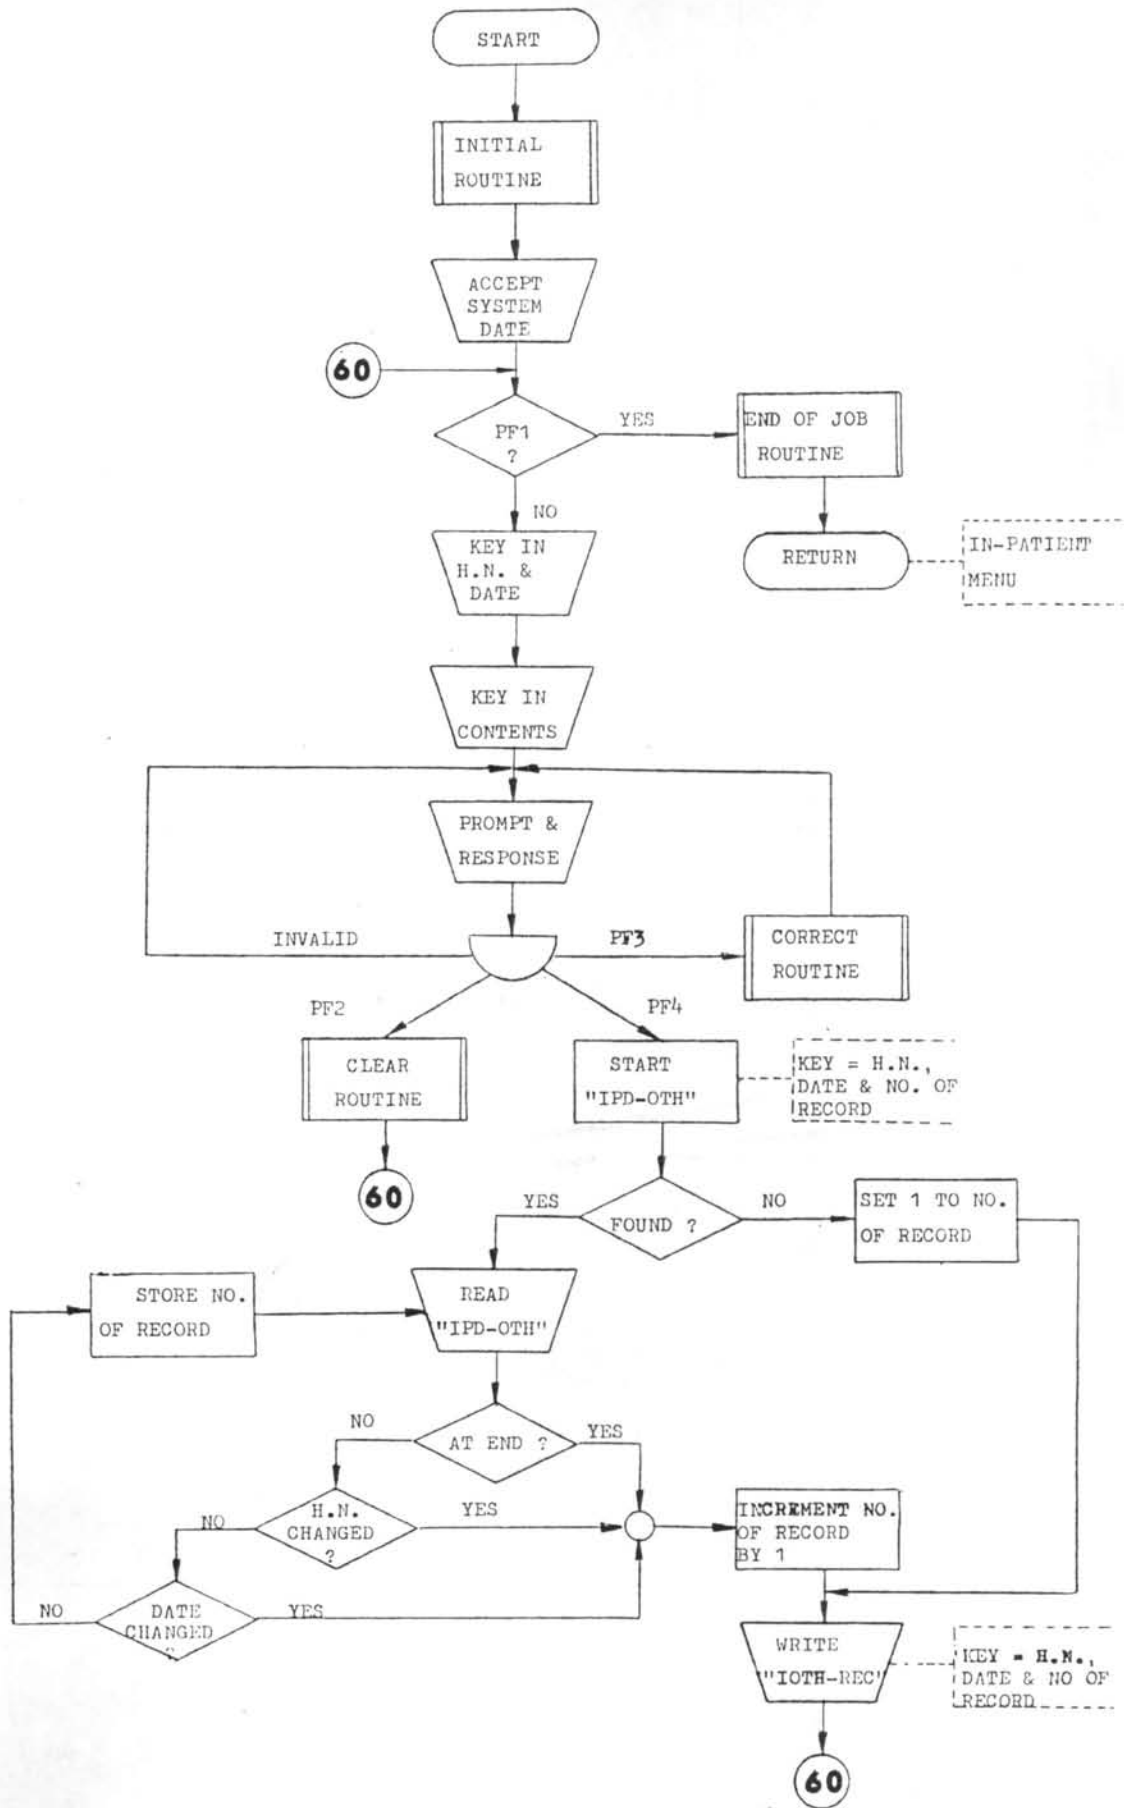 START
INITIAL
ROUTINE
ACCEPT
SYSTEM
DATE
60
PF1
?
YES
END OF JOB
ROUTINE
NO
RETURN
IN-PATIENT
MENU
KEY IN
H.N. &
DATE
KEY IN
CONTENTS
PROMPT &
RESPONSE
INVALID
PF3
CORRECT
ROUTINE
PF2
PF4
CLEAR
ROUTINE
START
"IPD-OTH"
KEY = H.N.,
DATE & NO. OF
RECORD
60
YES
FOUND ?
NO
SET 1 TO NO.
OF RECORD
STORE NO.
OF RECORD
READ
"IPD-OTH"
NO
AT END ?
YES
NO
H.N.
CHANGED
?
YES
INCREMENT NO.
OF RECORD
BY 1
NO
DATE
CHANGED
?
YES
WRITE
"IOTH-REC"
KEY = H.N.,
DATE & NO OF
RECORD
60